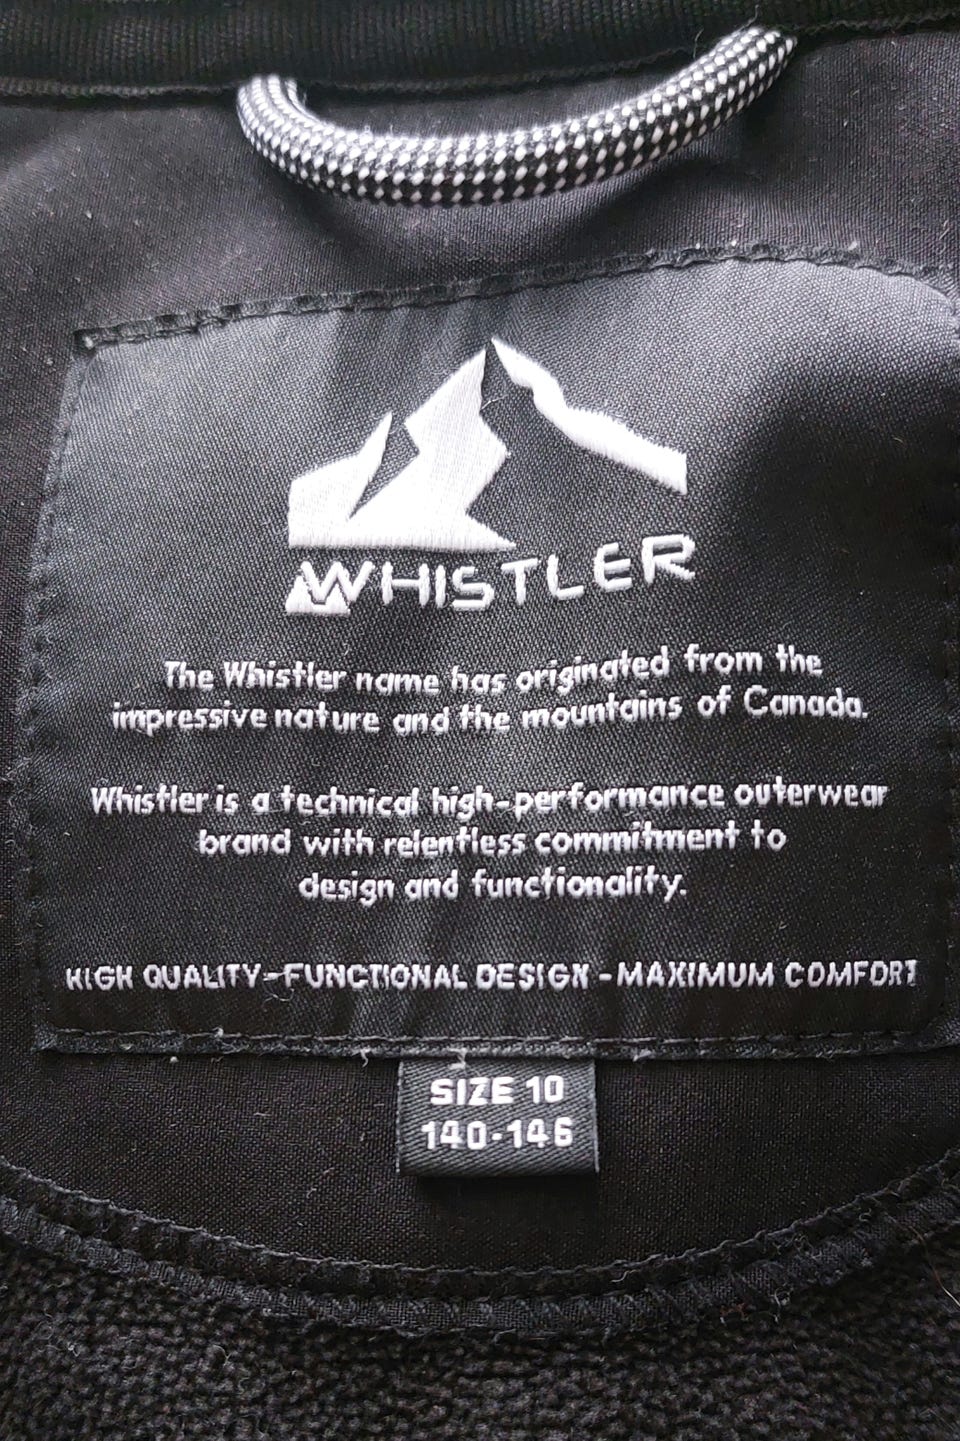 WHISTLER
The Whistler name has originated from the
impressive nature and the mountains of Canada.
Whistler is a technical high-performance outerwear
brand with relentless commitment to
design and functionality.
HIGH QUALITY-FUNCTIONAL DESIGN - MAXIMUM COMFORT
SIZE 10
140-146